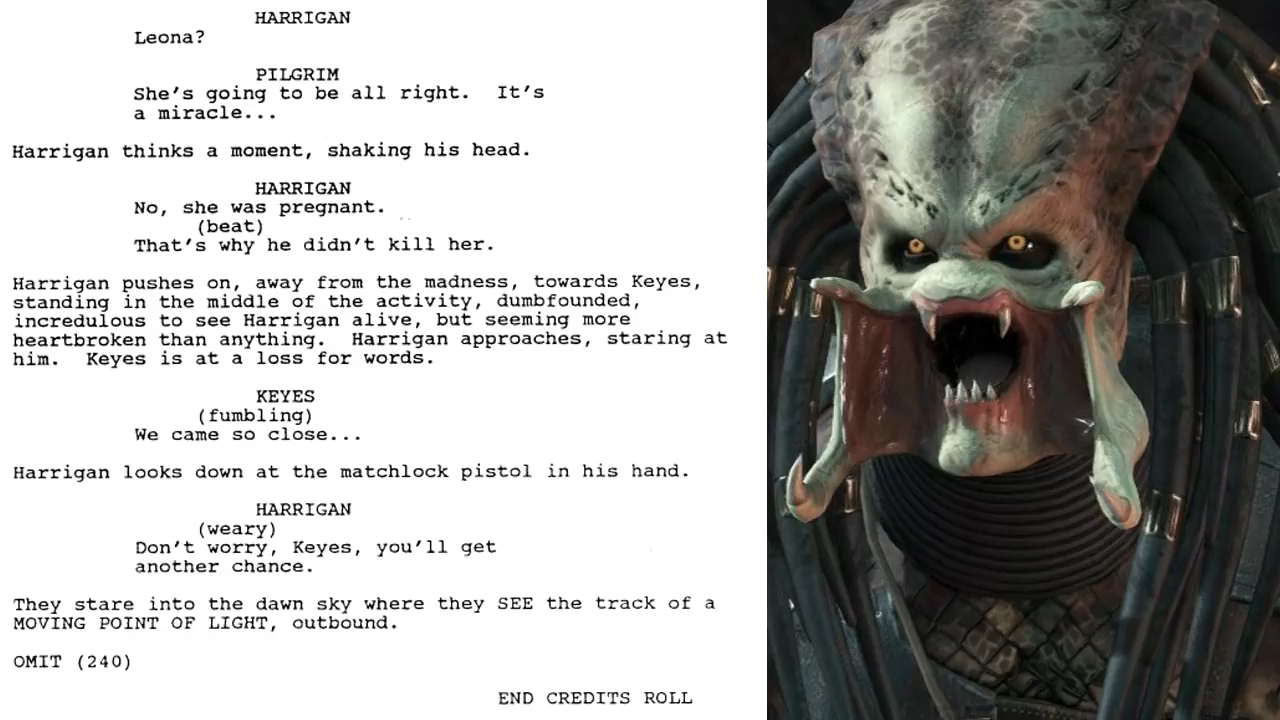 HARRIGAN
Leona?
PILGRIM
She's going to be all right. It's
a miracle...
Harrigan thinks a moment, shaking his head.
HARRIGAN
No, she was pregnant.
(beat)
That's why he didn't kill her.
Harrigan pushes on, away from the madness, towards Keyes,
standing in the middle of the activity, dumbfounded,
incredulous to see Harrigan alive, but seeming more
heartbroken than anything. Harrigan approaches, staring at
him. Keyes is at a loss for words.
KEYES
(fumbling)
We came so close...
Harrigan looks down at the matchlock pistol in his hand.
HARRIGAN
(weary)
Don't worry, Keyes, you'll get
another chance.
They stare into the dawn sky where they SEE the track of a
MOVING POINT OF LIGHT, outbound.
OMIT (240)
END CREDITS ROLL